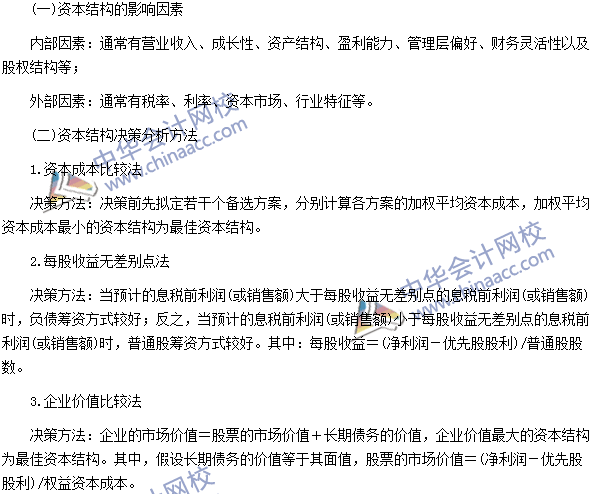 (一)资本结构的影响因素
内部因素：通常有营业收入、成长性、资产结构、盈利能力、管理层偏好、财务灵活性以及
股权结构等；
外部因素：通常有税率、利率、资本市场、行业特征等。
(二)资本结构决策分析方法
1.资本成本比较法
决策方法：决策前先拟定若干个备选方案，分别计算各方案的加权平均资本成本，加权平均
资本成本最小的资本结构为最佳资本结构。
2.每股收益无差别点法
决策方法：当预计的息税前利润(或销售额)大于每股收益无差别点的息税前利润(或销售额)
时，负债筹资方式较好；反之，当预计的息税前利润(或销售额)小于每股收益无差别点的息税前
利润(或销售额)时，普通股筹资方式较好。其中：每股收益＝(净利润－优先股股利)/普通股股
数。
3.企业价值比较法
决策方法：企业的市场价值＝股票的市场价值＋长期债务的价值，企业价值最大的资本结构
为最佳资本结构。其中，假设长期债务的价值等于其面值，股票的市场价值＝(净利润－优先股
股利)/权益资本成本。
中华会计网校
www.chinaacc.com
中华会计网校
www.chinaacc.com